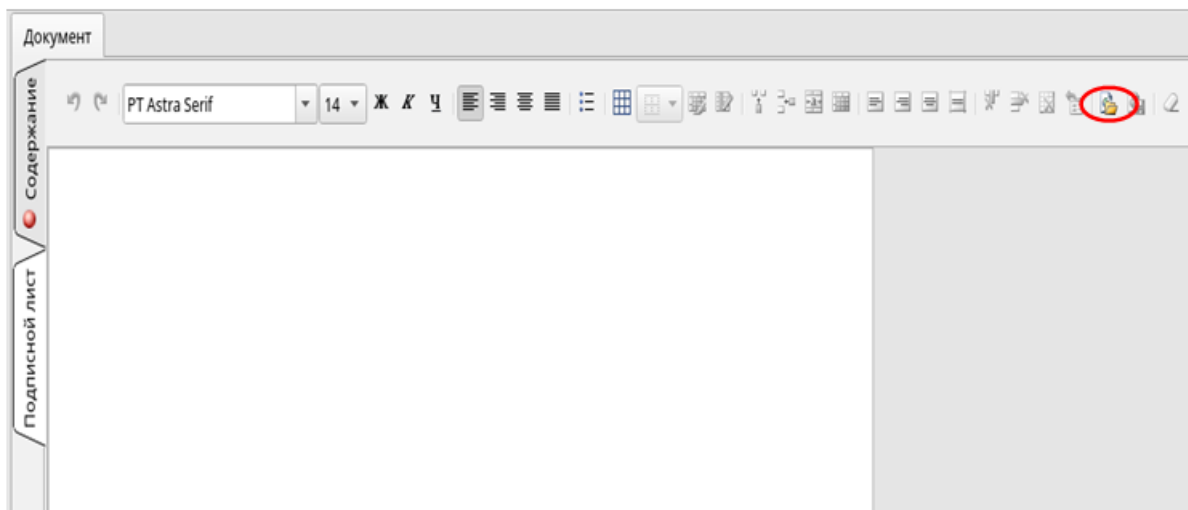 Документ
PT Astra Serif 14 Ж К Ч
Содержание
Подписной лист